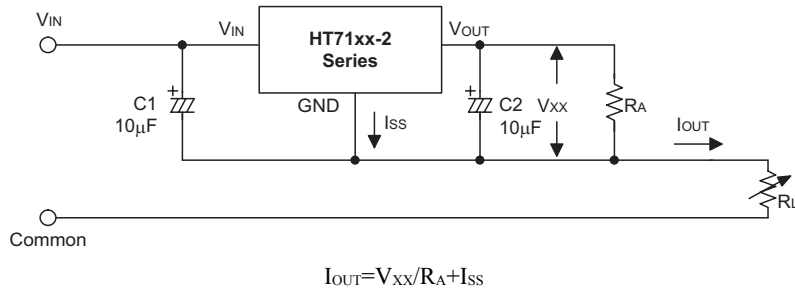 VIN
VIN
HT71xx-2
Series
VOUT
GND
C1
10μF
ISS
C2
10μF
VXX
RA
IOUT
RL
Common
IOUT=VXX/RA+ISS